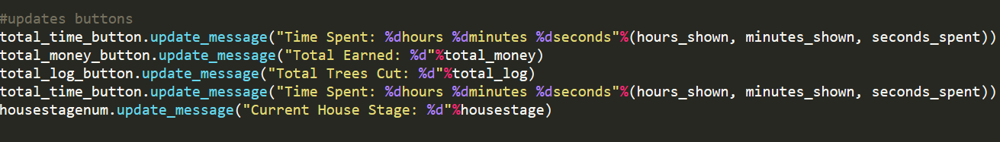 #updates buttons
total_time_button.update_message("Time Spent: %dhours %dminutes %dseconds"%(hours_shown, minutes_shown, seconds_spent))
total_money_button.update_message("Total Earned: %d"%total_money)
total_log_button.update_message("Total Trees Cut: %d"%total_log)
total_time_button.update_message("Time Spent: %dhours %dminutes %dseconds"%(hours_shown, minutes_shown, seconds_spent))
housestagenum.update_message("Current House Stage: %d"%housestage)